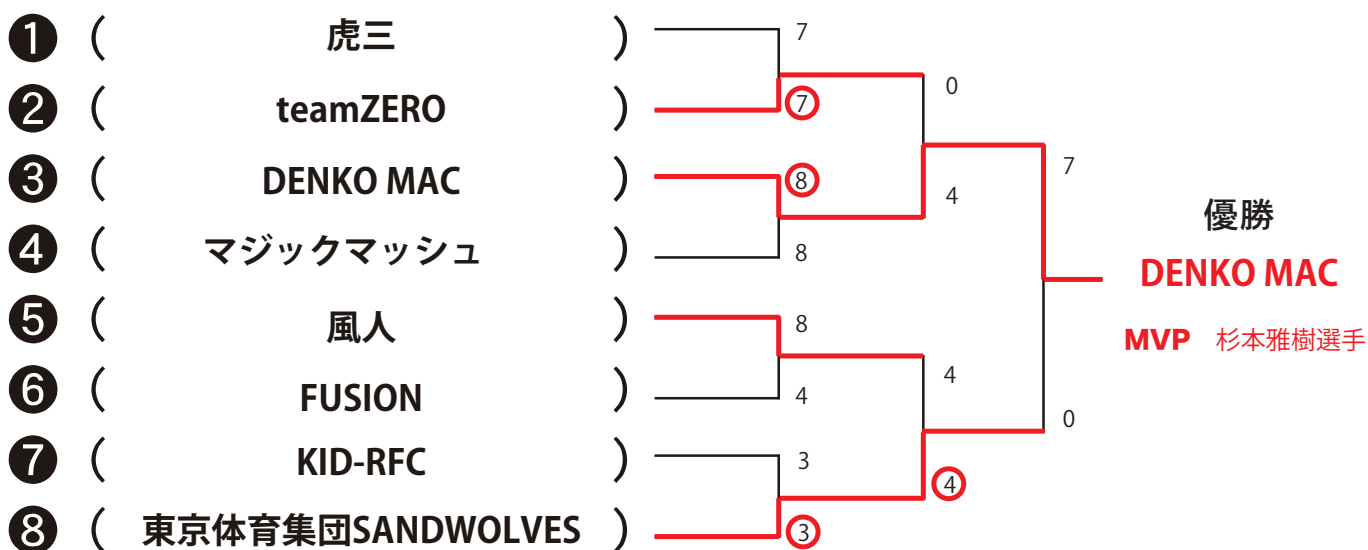 ❶ ( 虎三 ) 7
0
❷ ( teamZERO ) ⑦
❸ ( DENKO MAC ) ⑧
7
4
❹ ( マジックマッシュ ) 8
優勝
DENKO MAC
MVP 杉本雅樹選手
❺ ( 風人 ) 8
4
❻ ( FUSION ) 4
0
❼ ( KID-RFC ) 3
④
❽ ( 東京体育集団SANDWOLVES ) ③